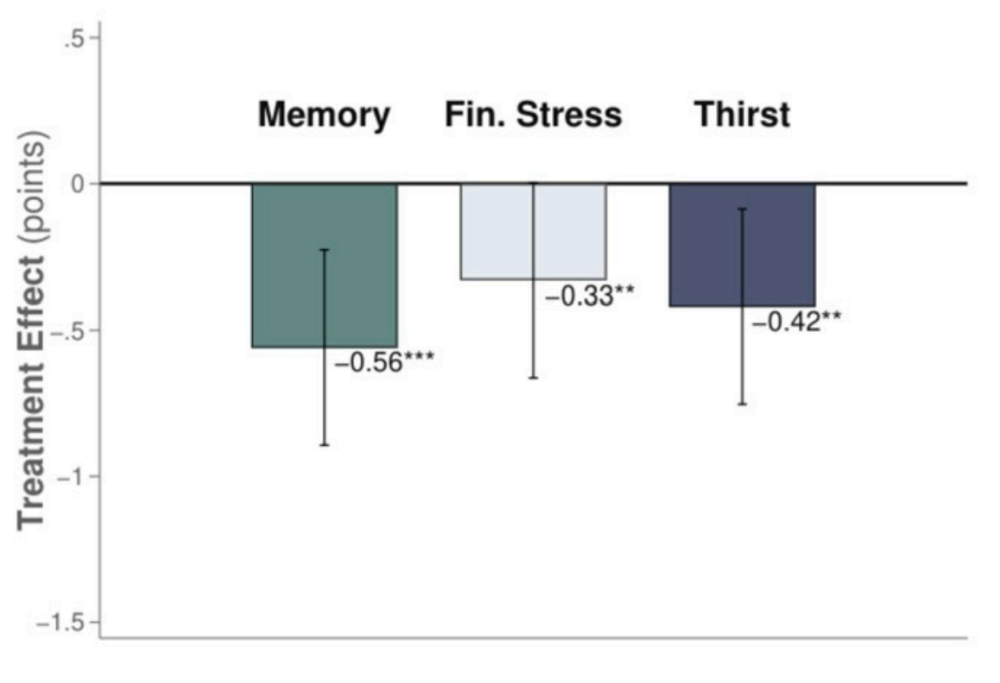 Treatment Effect (points)
.5
0
−.5
−1
−1.5
Memory
Fin. Stress
Thirst
−0.56***
−0.33**
−0.42**